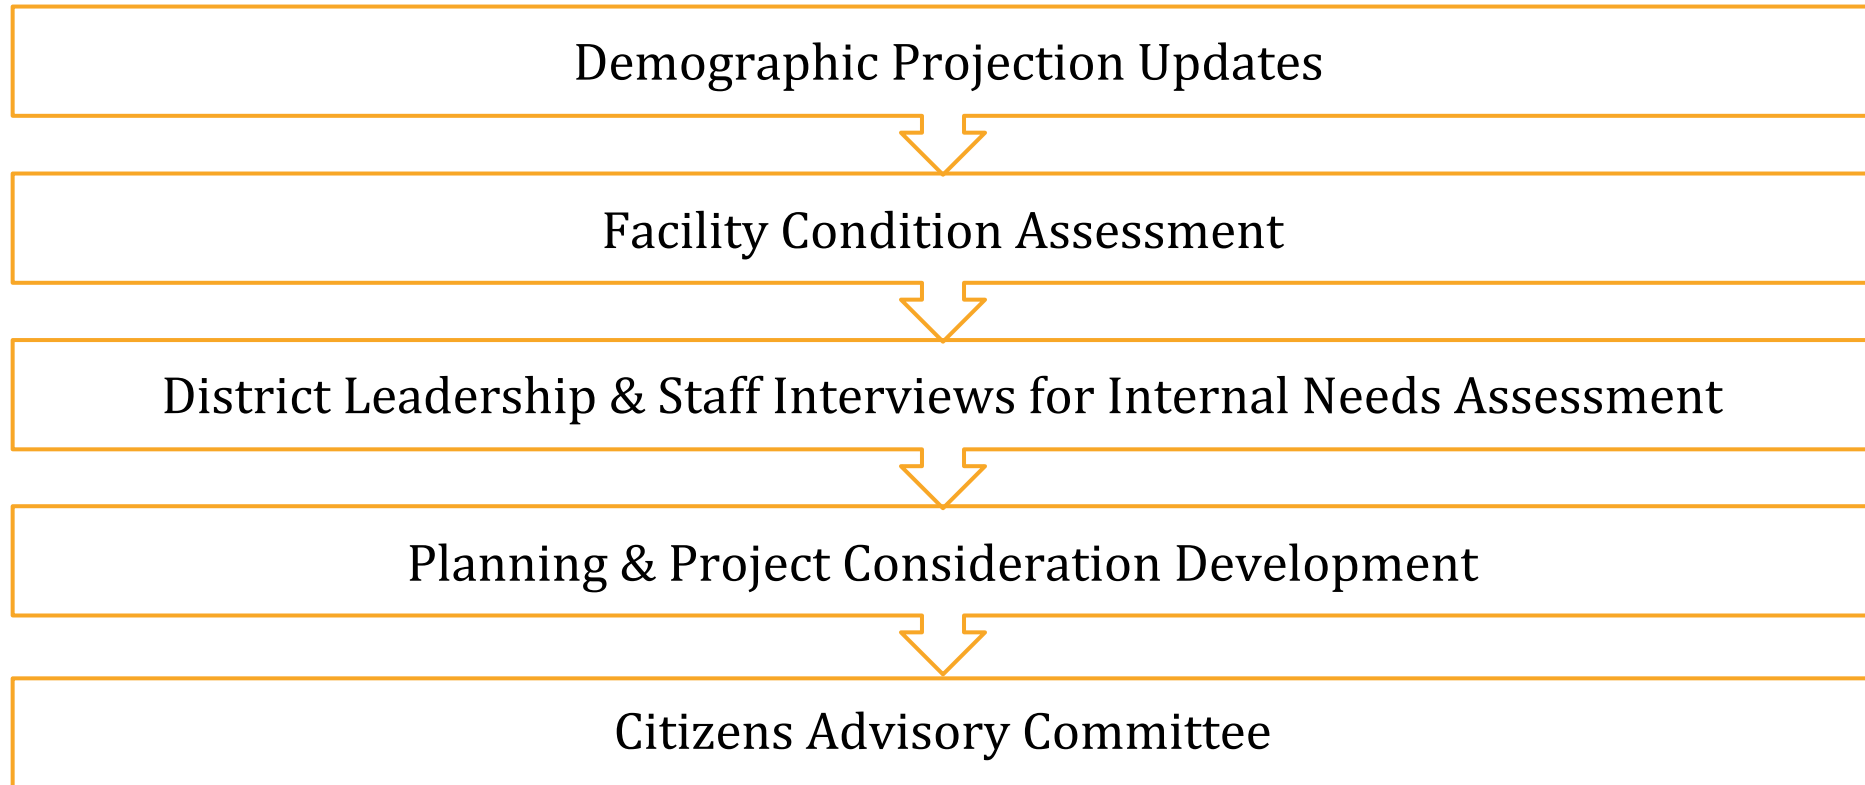 Demographic Projection Updates
Facility Condition Assessment
District Leadership & Staff Interviews for Internal Needs Assessment
Planning & Project Consideration Development
Citizens Advisory Committee